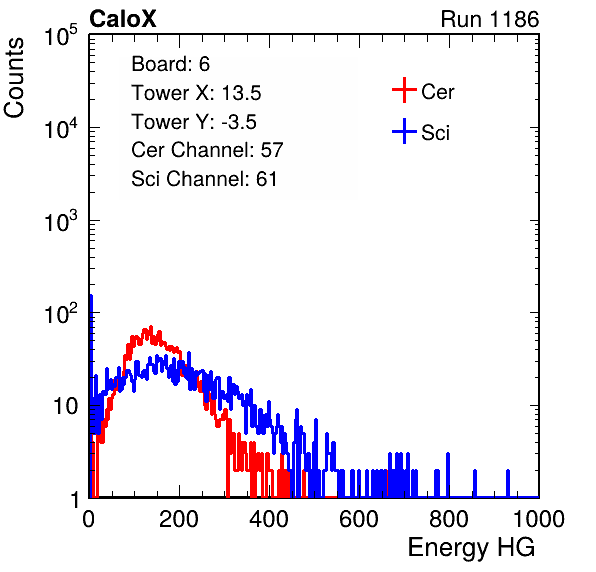 CaloX Run 1186
Counts
Board: 6
Tower X: 13.5
Tower Y: -3.5
Cer Channel: 57
Sci Channel: 61
Cer
Sci
10^5
10^4
10^3
10^2
10
1
0 200 400 600 800 1000
Energy HG